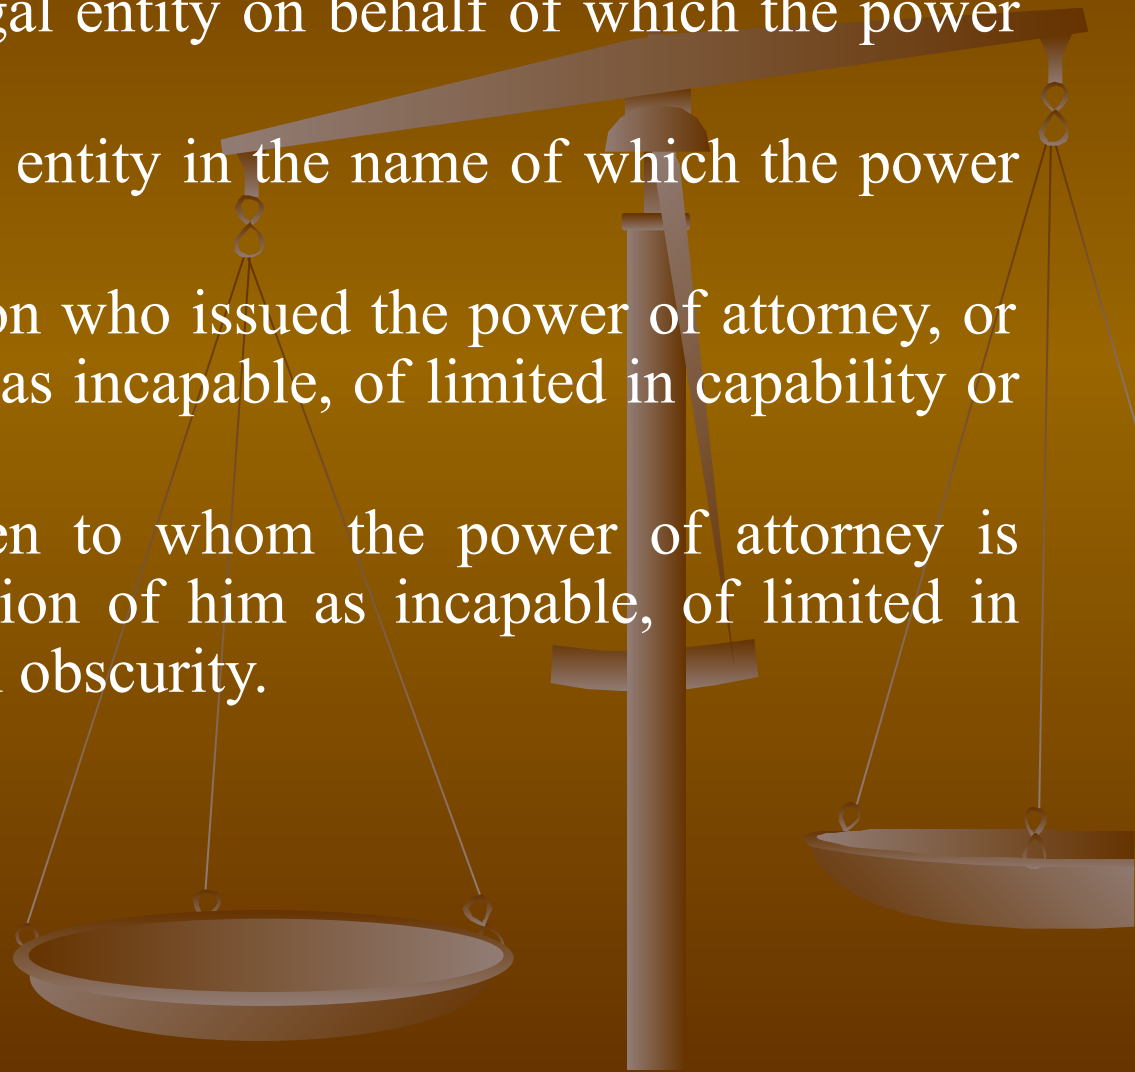 gal entity on behalf of which the power
entity in the name of which the power
on who issued the power of attorney, or
as incapable, of limited in capability or
en to whom the power of attorney is
ion of him as incapable, of limited in
obscurity.